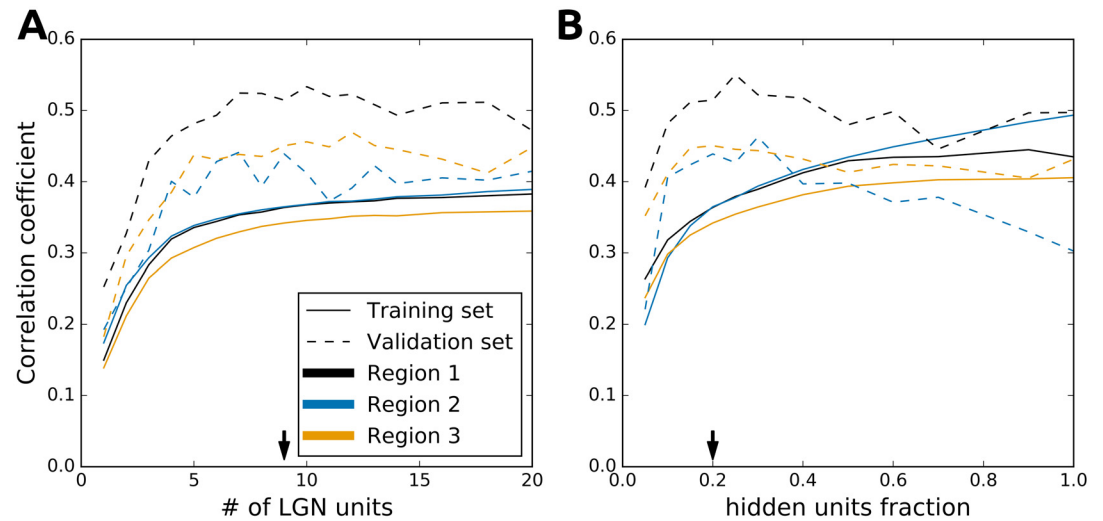 A
B
Correlation coefficient
0.6
0.5
0.4
0.3
0.2
0.1
0.0
0
5
10
15
20
# of LGN units
Training set
Validation set
Region 1
Region 2
Region 3
0.6
0.5
0.4
0.3
0.2
0.1
0.0
0.0
0.2
0.4
0.6
0.8
1.0
hidden units fraction